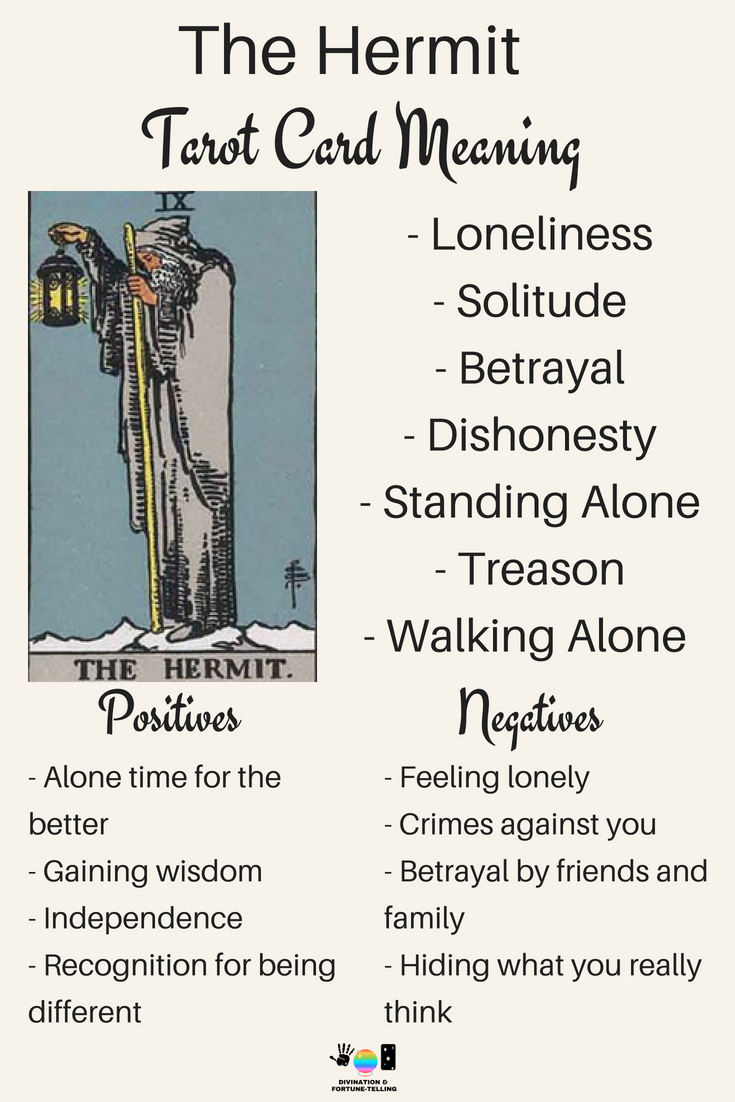 The Hermit
Tarot Card Meaning
IX
THE HERMIT.
- Loneliness
- Solitude
- Betrayal
- Dishonesty
- Standing Alone
- Treason
- Walking Alone
Positives
- Alone time for the
better
- Gaining wisdom
- Independence
- Recognition for being
different
Negatives
- Feeling lonely
- Crimes against you
- Betrayal by friends and
family
- Hiding what you really
think
DIVINATION &
FORTUNE-TELLING